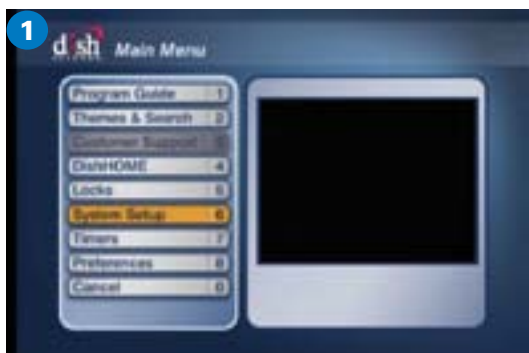 1
dish Main Menu
Program Guide 1
Themes & Search 2
Customer Support 3
DishHOME 4
Locks 5
System Setup 6
Timers 7
Preferences 8
Cancel 0